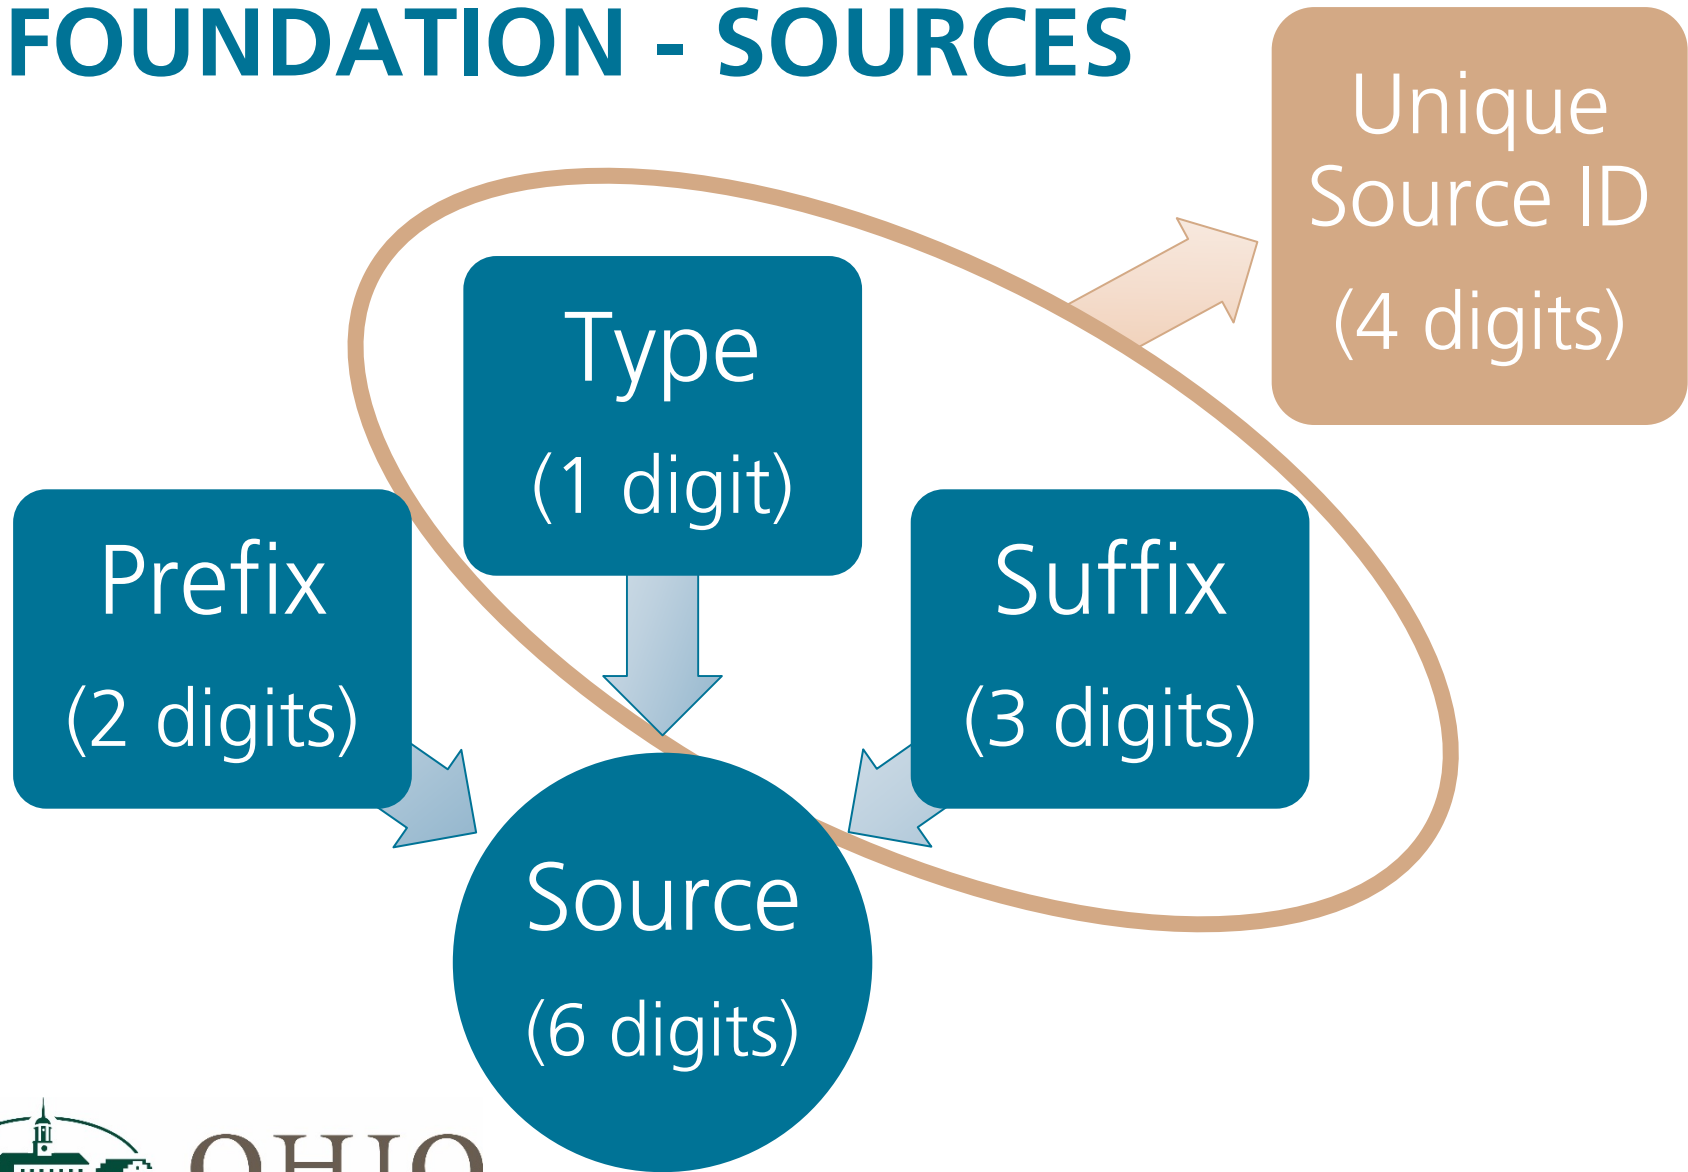 FOUNDATION - SOURCES
Unique
Source ID
(4 digits)
Type
(1 digit)
Prefix
(2 digits)
Suffix
(3 digits)
Source
(6 digits)
OHIO